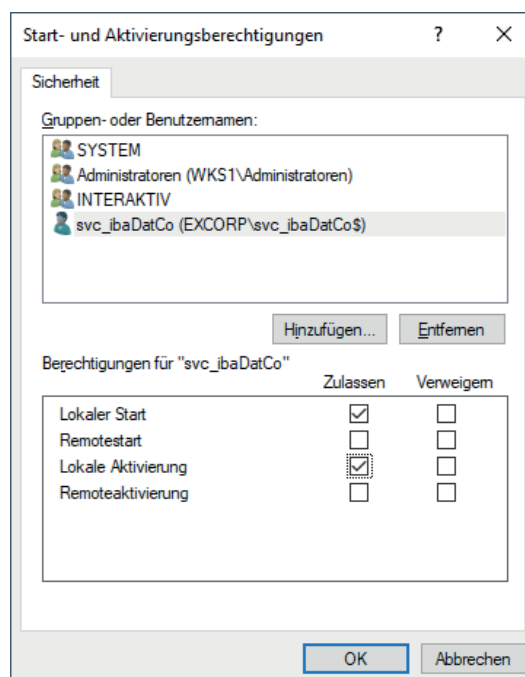 Start- und Aktivierungsberechtigungen ?
Sicherheit
Gruppen- oder Benutzernamen:
SYSTEM
Administratoren (WKS1\Administratoren)
INTERAKTIV
svc_ibaDatCo (EXCORP\svc_ibaDatCo$)
Hinzufügen... Entfernen
Berechtigungen für "svc_ibaDatCo"
Zulassen Verweigern
Lokaler Start
Remotestart
Lokale Aktivierung
Remoteaktivierung
OK Abbrechen